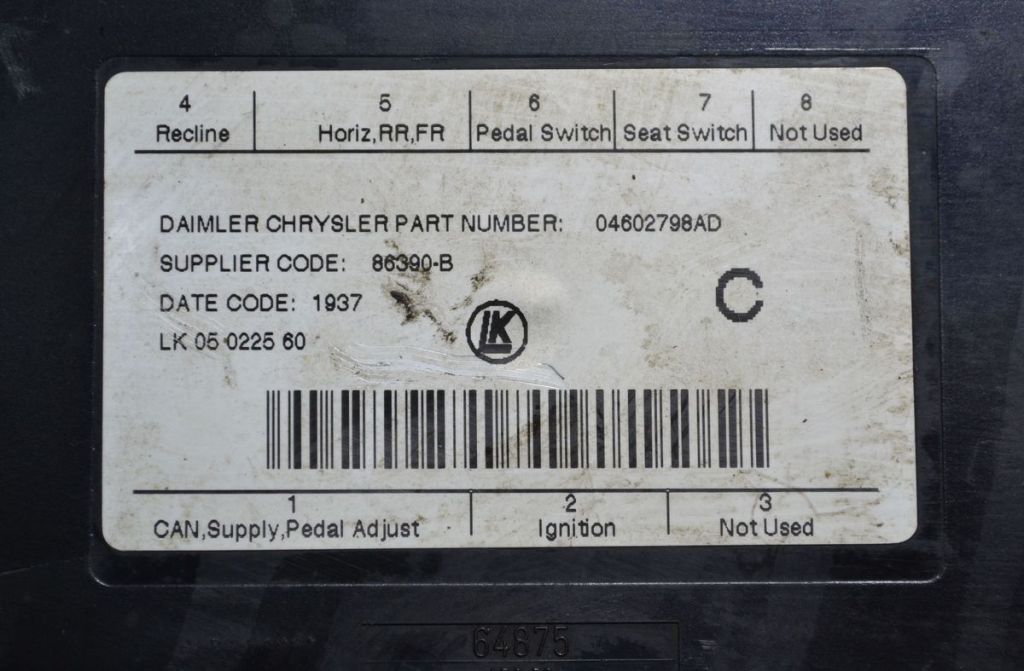 4 5 6 7 8
Recline Horiz,RR,FR Pedal Switch Seat Switch Not Used
DAIMLER CHRYSLER PART NUMBER: 04602798AD
SUPPLIER CODE: 86390-B
DATE CODE: 1937
C
LK 05 0225 60
LK
1 2 3
CAN,Supply,Pedal Adjust Ignition Not Used
64875